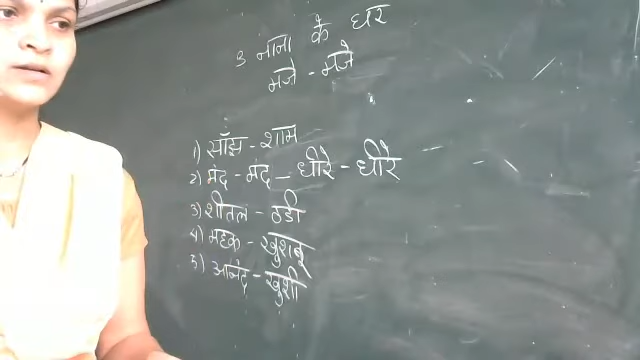 3 नाना के घर
मजे - मजे
1) साँझ - शाम
2) मंद - मंद - धीरे - धीरे
3) शीतल - ठंडी
4) महक - खुशबू
5) आनंद - खुशी